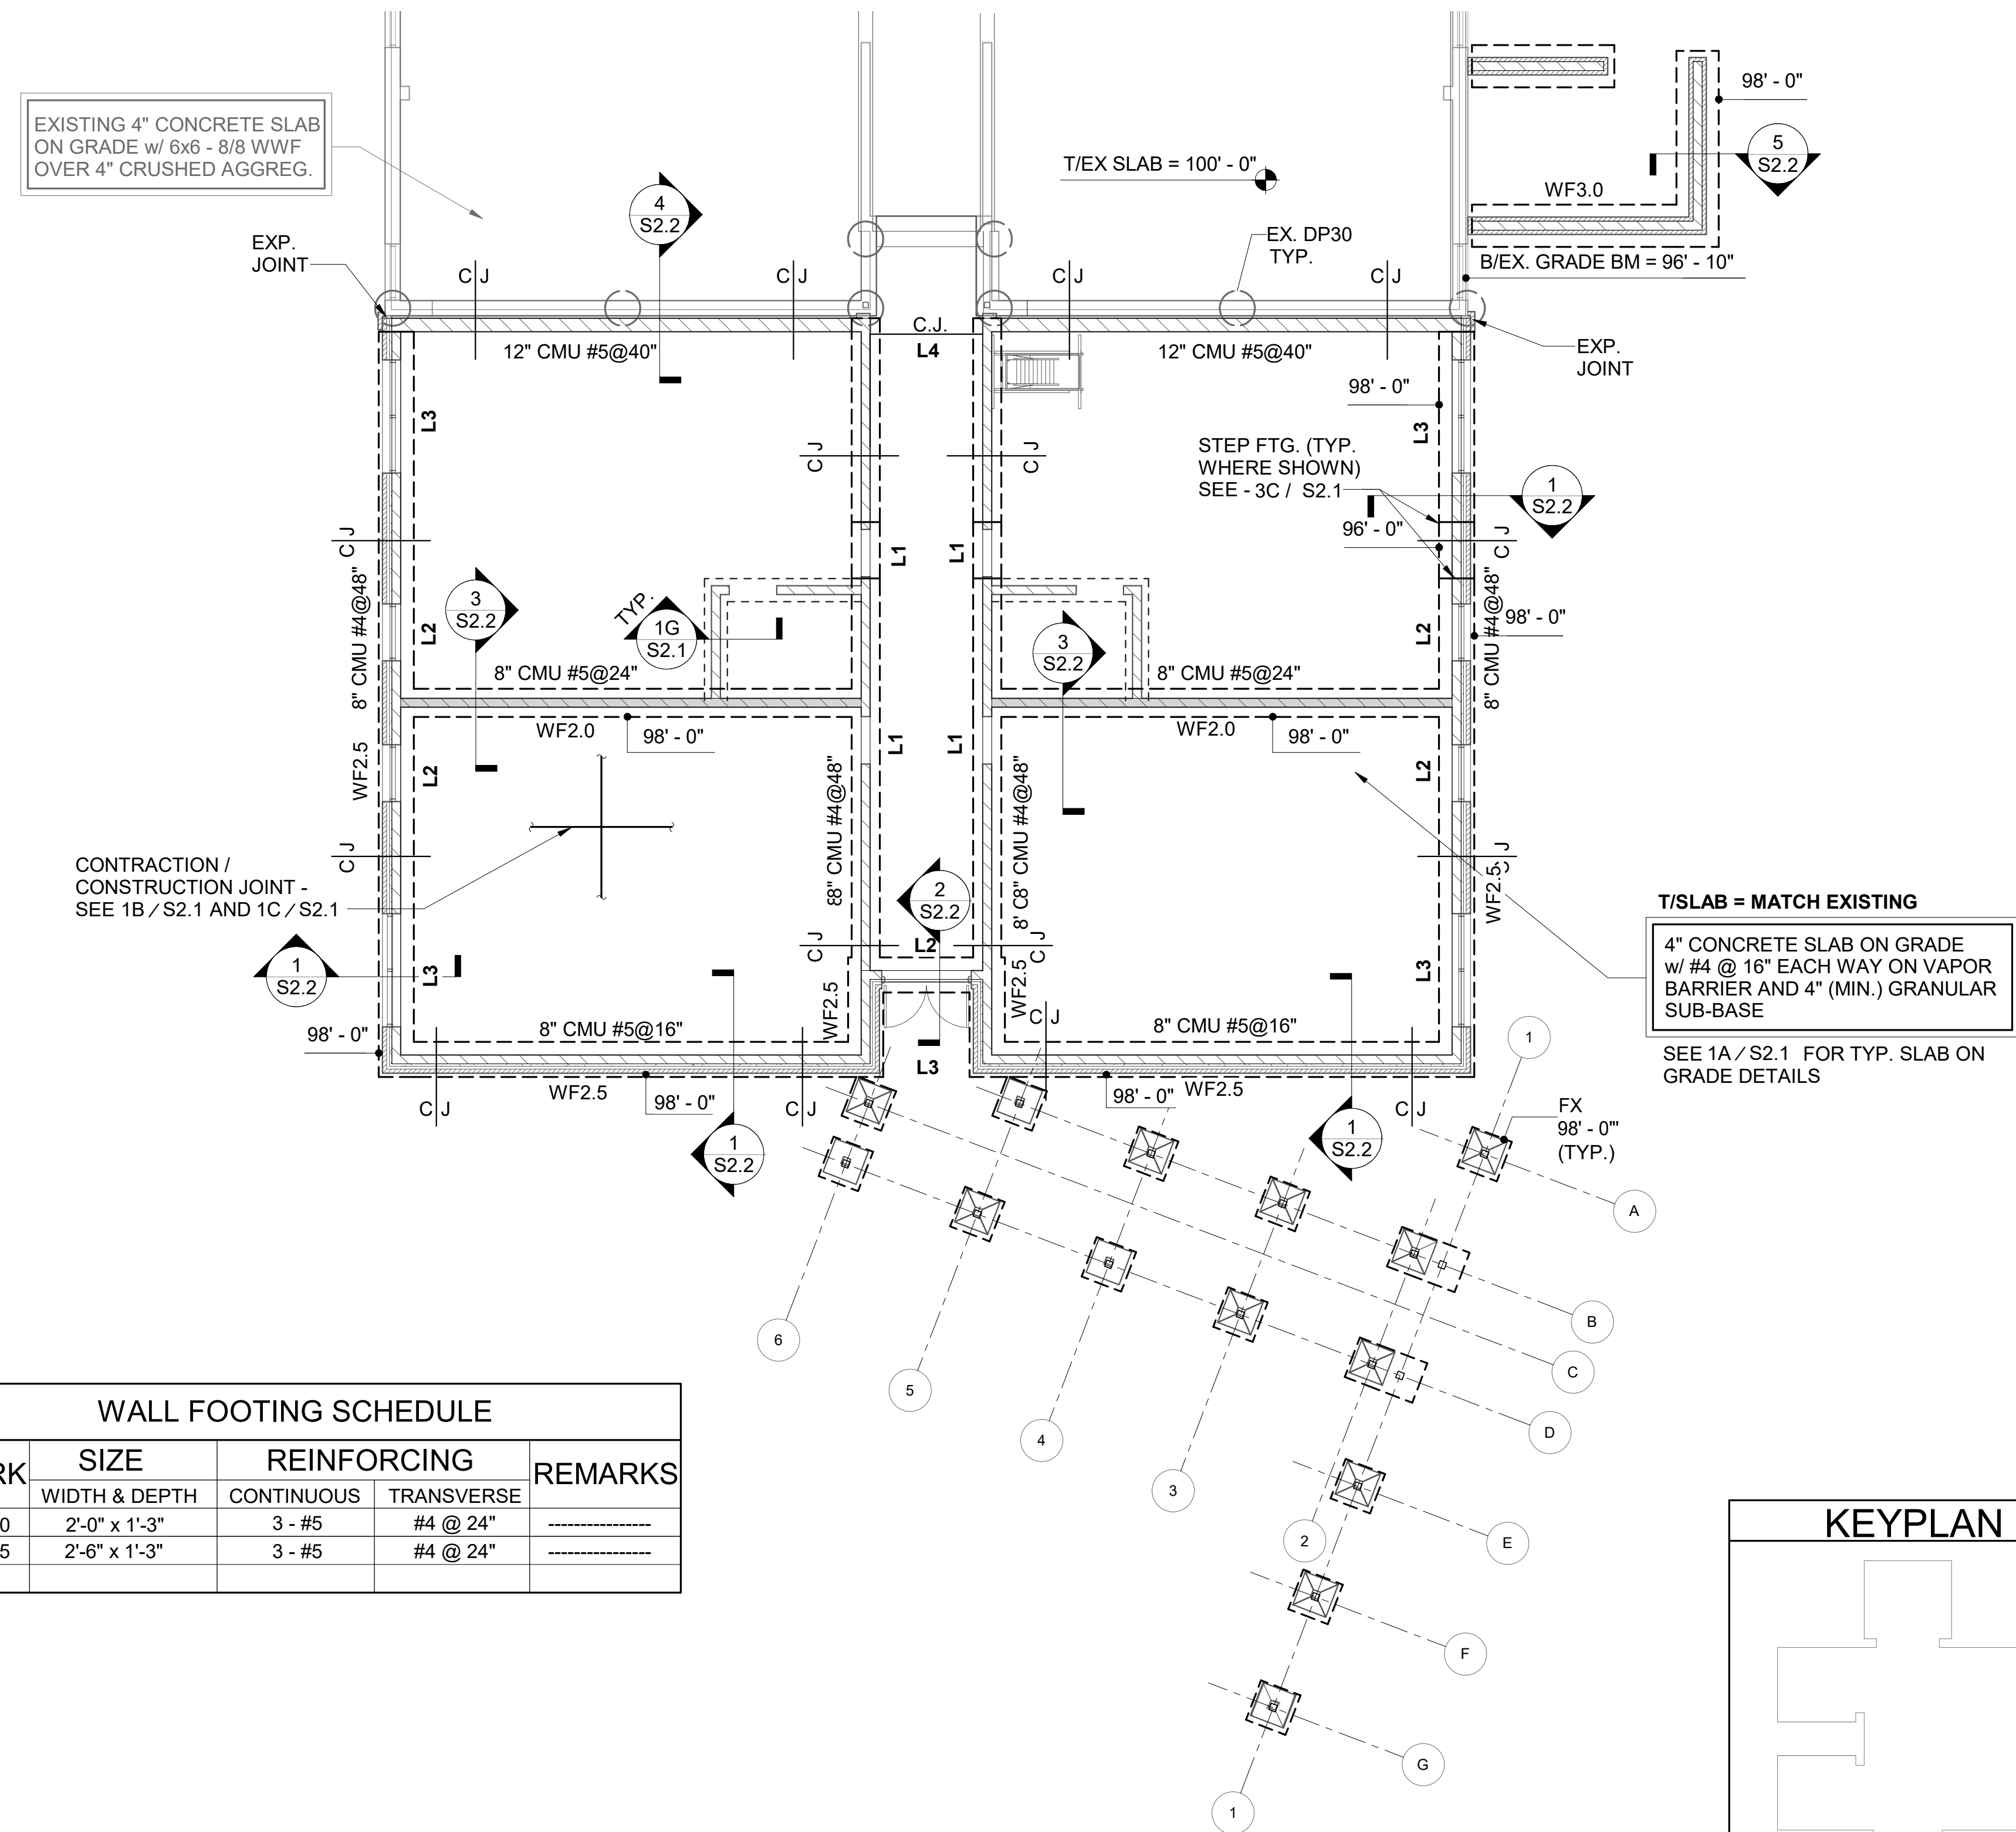 EXISTING 4" CONCRETE SLAB
ON GRADE w/ 6x6 - 8/8 WWF
OVER 4" CRUSHED AGGREG.
T/EX SLAB = 100' - 0"
98' - 0"
5
S2.2
WF3.0
B/EX. GRADE BM = 96' - 10"
4
S2.2
EXP.
JOINT
EX. DP30
TYP.
C J
C J
C J
C J
C.J.
L4
12" CMU #5@40"
12" CMU #5@40"
EXP.
JOINT
98' - 0"
L3
L3
STEP FTG. (TYP.
WHERE SHOWN)
SEE - 3C / S2.1
1
S2.2
C J
C J
96' - 0"
C J
C J
L1
L1
8" CMU #4@48"
3
S2.2
TYP.
1G
S2.1
3
S2.2
L2
L2
8" CMU #4@48"
98' - 0"
8" CMU #5@24"
8" CMU #5@24"
WF2.0
98' - 0"
WF2.0
98' - 0"
L1
L1
WF2.5
L2
L2
88" CMU #4@48"
8' C8" CMU #4@48"
C J
C J
WF2.5
CONTRACTION /
CONSTRUCTION JOINT -
SEE 1B / S2.1 AND 1C / S2.1
2
S2.2
L2
C J
C J
T/SLAB = MATCH EXISTING
4" CONCRETE SLAB ON GRADE
w/ #4 @ 16" EACH WAY ON VAPOR
BARRIER AND 4" (MIN.) GRANULAR
SUB-BASE
SEE 1A / S2.1 FOR TYP. SLAB ON
GRADE DETAILS
1
S2.2
L3
L3
WF2.5
WF2.5
C J
98' - 0"
8" CMU #5@16"
8" CMU #5@16"
L3
WF2.5
98' - 0"
98' - 0"
WF2.5
C J
C J
C J
1
S2.2
1
S2.2
1
FX
98' - 0'"
(TYP.)
A
B
C
D
E
F
G
6
5
4
3
2
1
WALL FOOTING SCHEDULE
RK
SIZE
REINFORCING
REMARKS
WIDTH & DEPTH
CONTINUOUS
TRANSVERSE
0
2'-0" x 1'-3"
3 - #5
#4 @ 24"
----------------
5
2'-6" x 1'-3"
3 - #5
#4 @ 24"
----------------
KEYPLAN